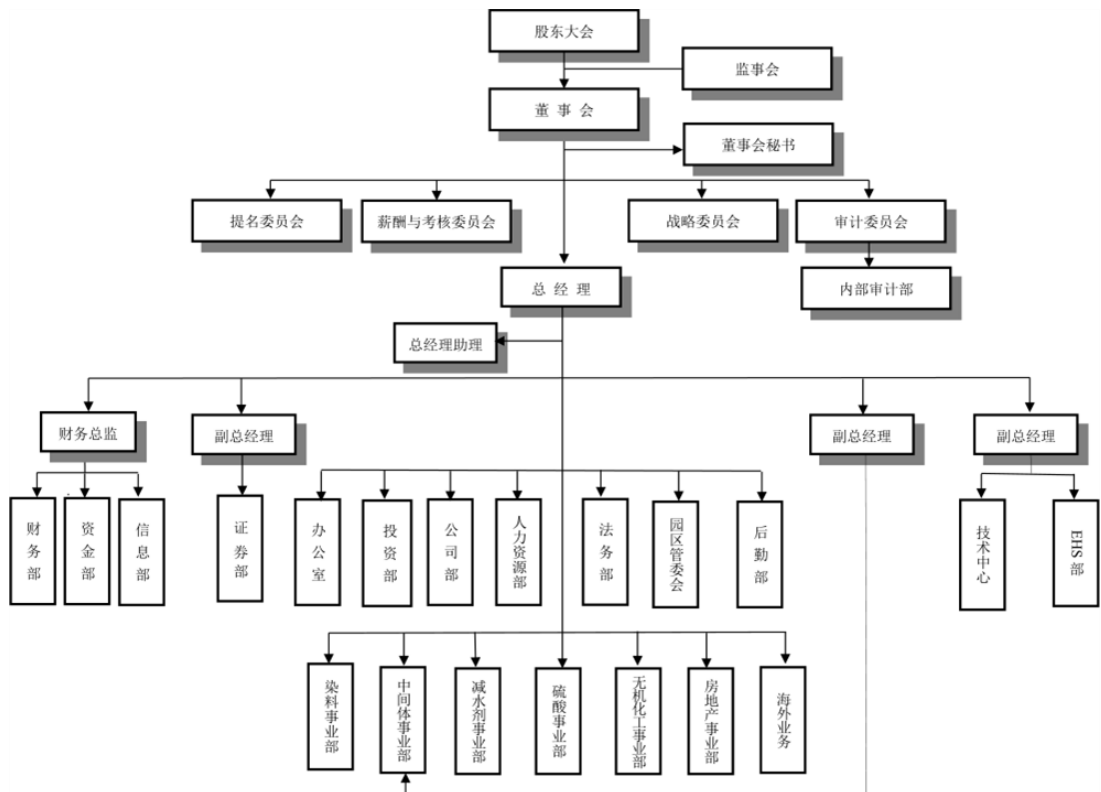 股东大会
监事会
董 事 会
董事会秘书
提名委员会
薪酬与考核委员会
战略委员会
审计委员会
总 经 理
内部审计部
总经理助理
财务总监
副总经理
副总经理
副总经理
财务部
资金部
信息部
证券部
办公室
投资部
公司部
人力资源部
法务部
园区管委会
后勤部
技术中心
EHS部
染料事业部
中间体事业部
减水剂事业部
硫酸事业部
无机化工事业部
房地产事业部
海外业务